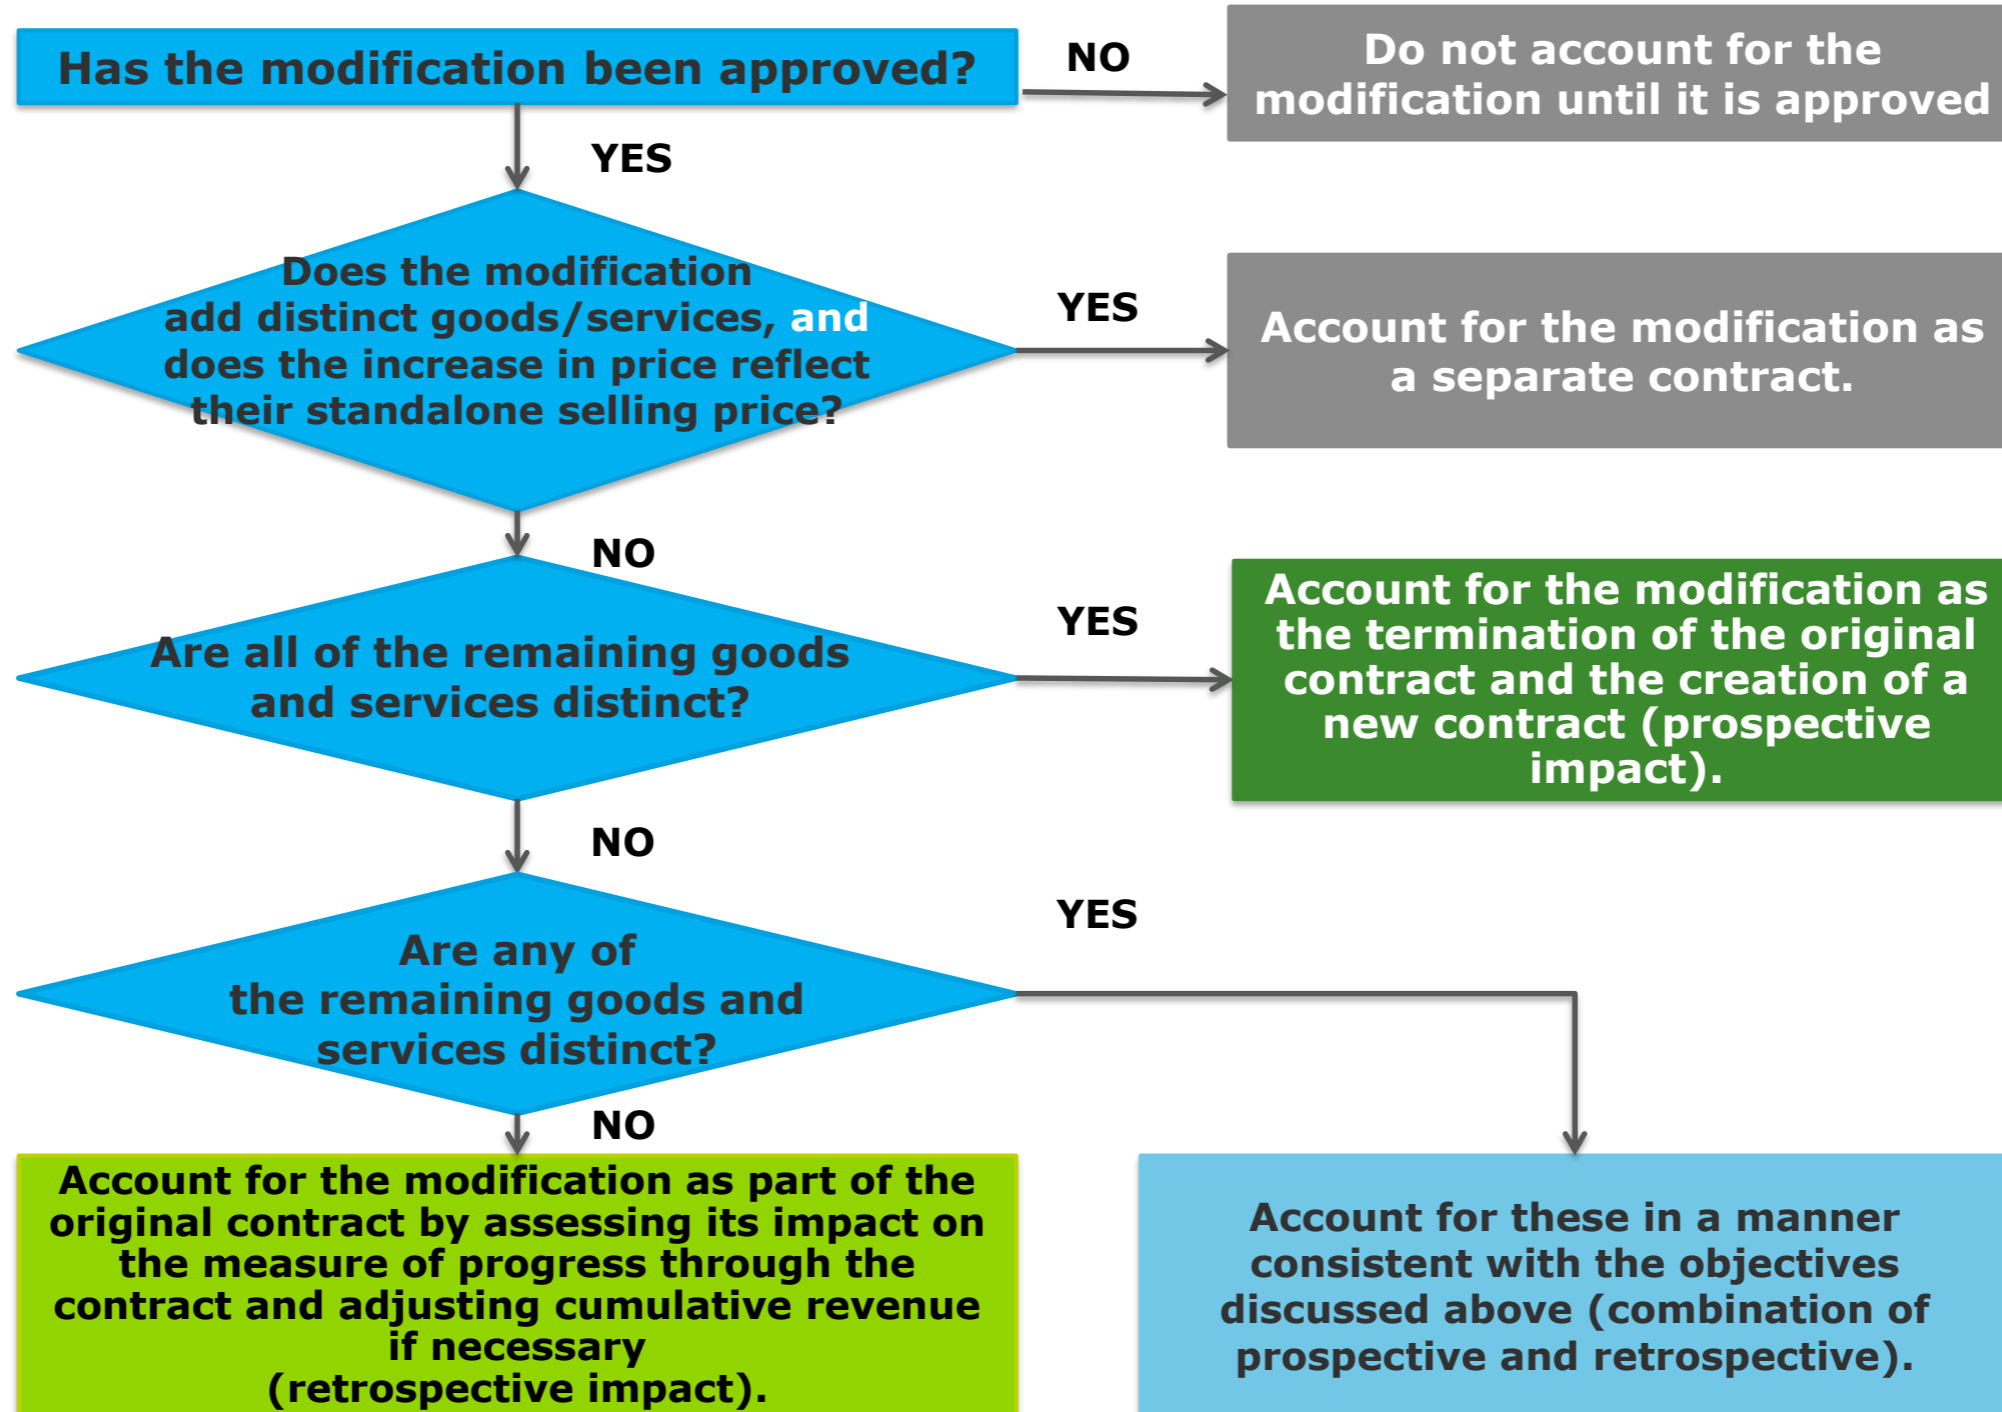 Has the modification been approved?
NO
Do not account for the
modification until it is approved
YES
Does the modification
add distinct goods/services, and
does the increase in price reflect
their standalone selling price?
YES
Account for the modification as
a separate contract.
NO
Are all of the remaining goods
and services distinct?
YES
Account for the modification as
the termination of the original
contract and the creation of a
new contract (prospective
impact).
NO
Are any of
the remaining goods and
services distinct?
YES
NO
Account for the modification as part of the
original contract by assessing its impact on
the measure of progress through the
contract and adjusting cumulative revenue
if necessary
(retrospective impact).
Account for these in a manner
consistent with the objectives
discussed above (combination of
prospective and retrospective).